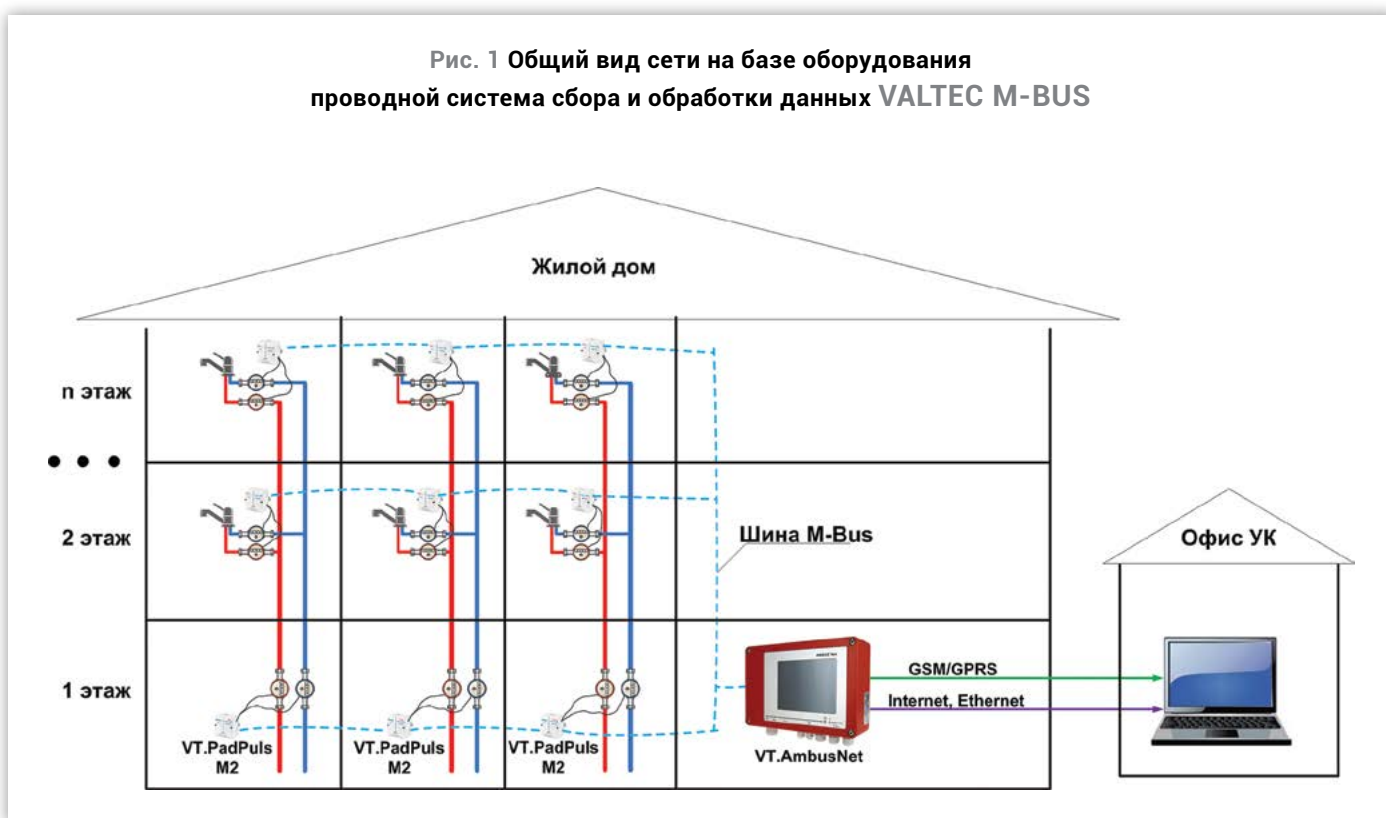 Рис. 1 Общий вид сети на базе оборудования
проводной система сбора и обработки данных VALTEC M-BUS
Жилой дом
n этаж
2 этаж
Шина M-Bus
Офис УК
1 этаж
GSM/GPRS
Internet, Ethernet
VT.PadPuls
M2
VT.PadPuls
M2
VT.PadPuls
M2
VT.AmbusNet